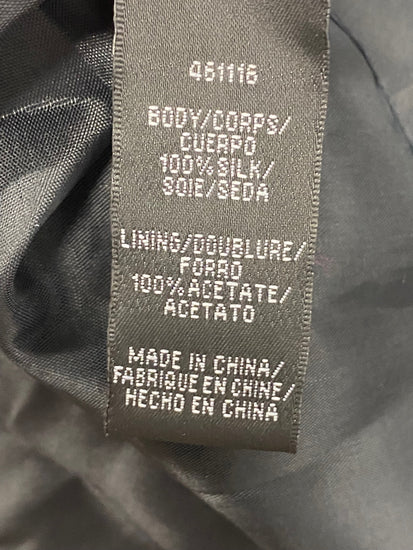 461116
BODY/CORPS/
CUERPO
100% SILK/
SOIE/SEDA
LINING/DOUBLURE/
FORRO
100% ACETATE/
ACETATO
MADE IN CHINA/
FABRIQUE EN CHINE/
HECHO EN CHINA